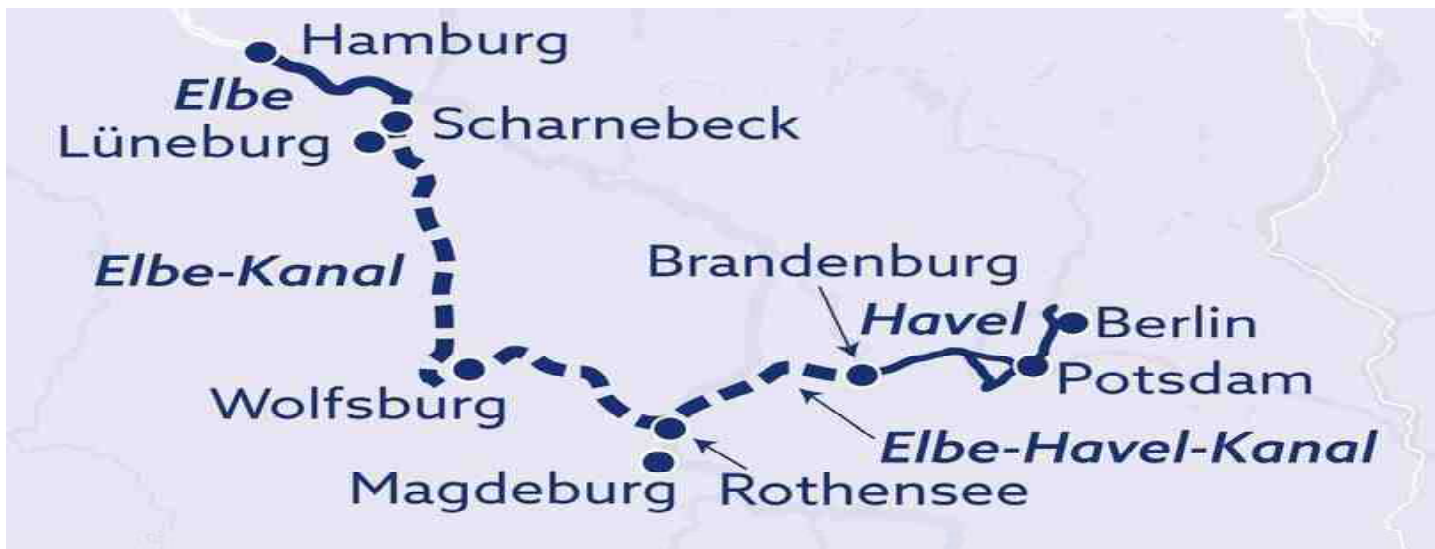 Hamburg
Elbe
Scharnebeck
Lüneburg
Elbe-Kanal
Brandenburg
Havel
Berlin
Potsdam
Wolfsburg
Elbe-Havel-Kanal
Magdeburg
Rothensee